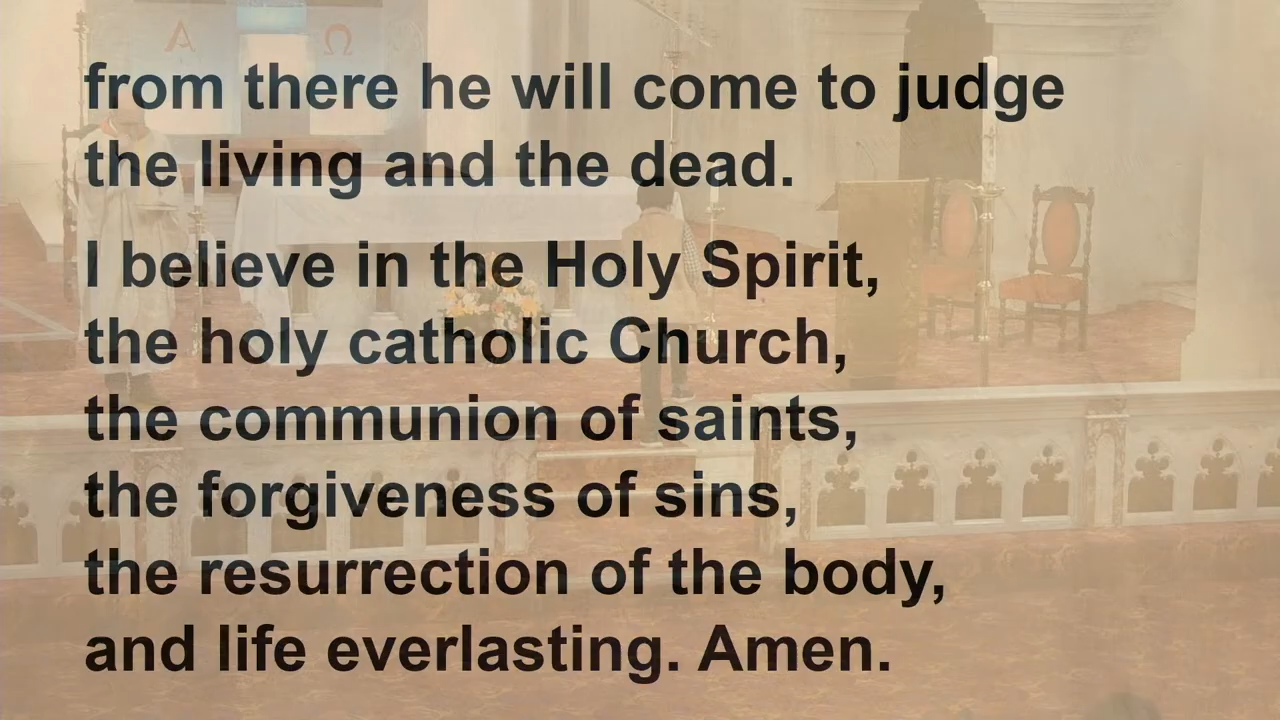 Α Ω
from there he will come to judge
the living and the dead.
I believe in the Holy Spirit,
the holy catholic Church,
the communion of saints,
the forgiveness of sins,
the resurrection of the body,
and life everlasting. Amen.